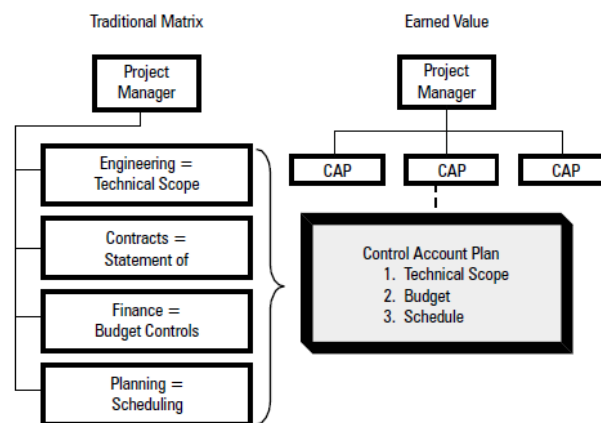 Traditional Matrix
Project
Manager
Engineering =
Technical Scope
Contracts =
Statement of
Finance =
Budget Controls
Planning =
Scheduling
Earned Value
Project
Manager
CAP
CAP
CAP
Control Account Plan
1. Technical Scope
2. Budget
3. Schedule